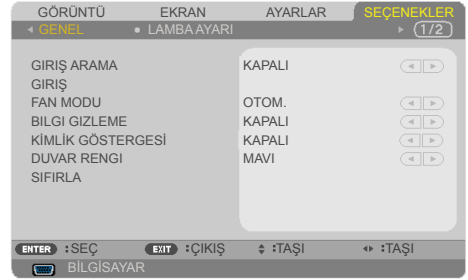 GÖRÜNTÜ EKRAN AYARLAR SEÇENEKLER
GENEL LAMBA AYARI (1/2)
GIRIŞ ARAMA KAPALI
GIRIŞ
FAN MODU OTOM.
BILGI GIZLEME KAPALI
KİMLİK GÖSTERGESİ KAPALI
DUVAR RENGI MAVI
SIFIRLA
ENTER :SEÇ EXIT :ÇIKIŞ :TAŞI :TAŞI
BİLGİSAYAR